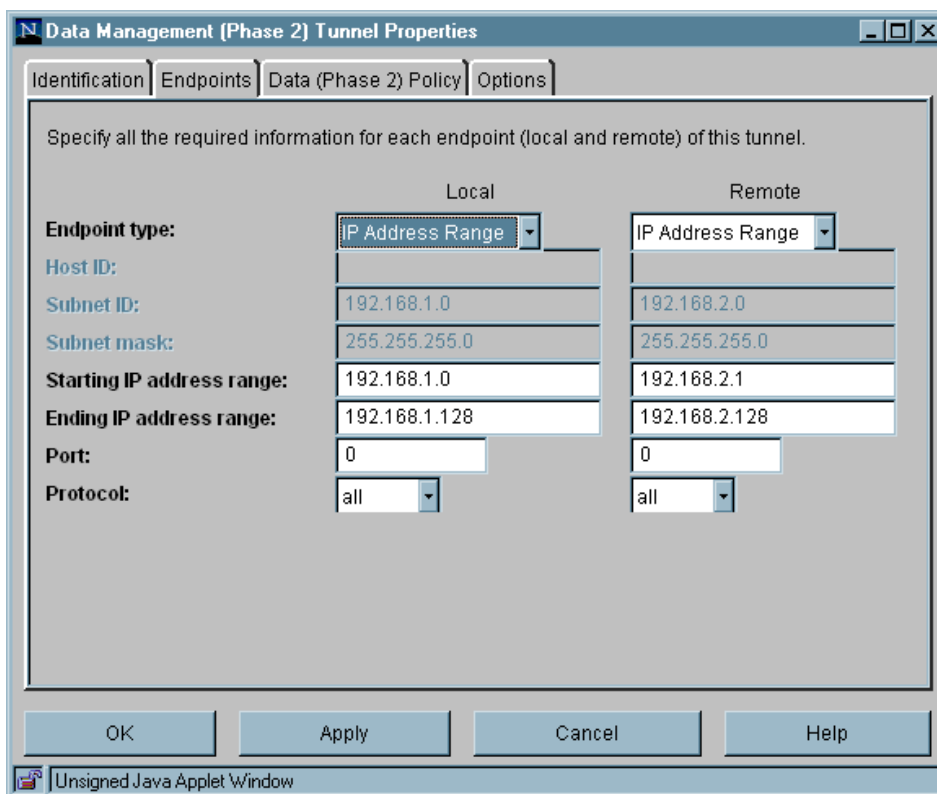 N Data Management (Phase 2) Tunnel Properties
Identification Endpoints Data (Phase 2) Policy Options
Specify all the required information for each endpoint (local and remote) of this tunnel.
Local Remote
Endpoint type: IP Address Range IP Address Range
Host ID:
Subnet ID: 192.168.1.0 192.168.2.0
Subnet mask: 255.255.255.0 255.255.255.0
Starting IP address range: 192.168.1.0 192.168.2.1
Ending IP address range: 192.168.1.128 192.168.2.128
Port: 0 0
Protocol: all all
OK Apply Cancel Help
Unsigned Java Applet Window